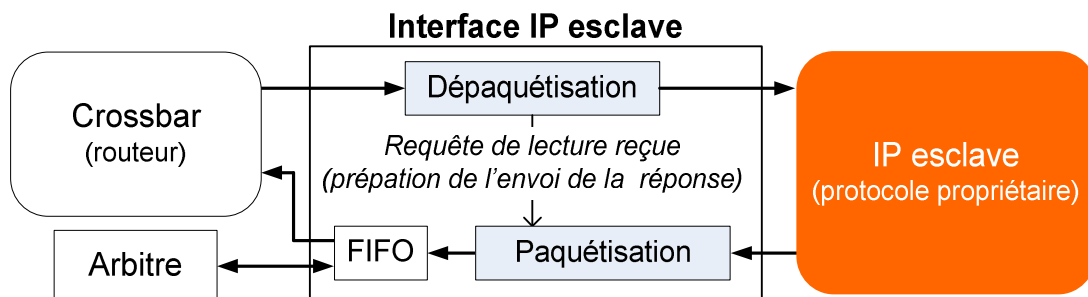 Interface IP esclave
Crossbar
(routeur)
Dépaquétisation
Requête de lecture reçue
(prépation de l'envoi de la réponse)
IP esclave
(protocole propriétaire)
Arbitre
FIFO
Paquétisation